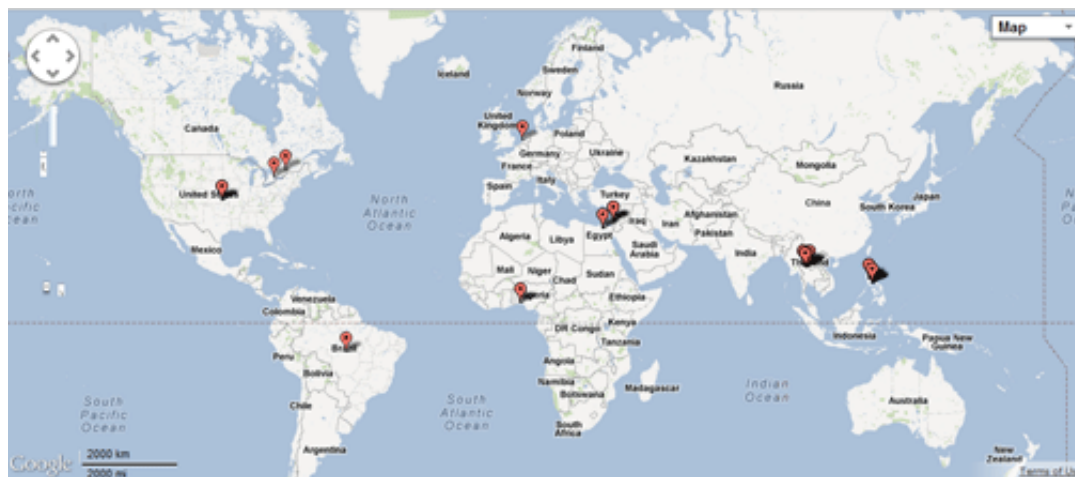 Map
Finland
Iceland
Sweden
Russia
Norway
Canada
United
Kingdom
Poland
Germany
Ukraine
France
Kazakhstan
Mongolia
Italy
Spain
Turkey
Japan
North
Atlantic
Ocean
China
South Korea
Afghanistan
Iraq
Iran
Pakistan
Egypt
Algeria
Libya
Saudi
Arabia
India
Mexico
Mali
Niger
Chad
Sudan
Ethiopia
Venezuela
Colombia
DR Congo
Kenya
Tanzania
Indonesia
Papua New
Guinea
Peru
Brazil
Bolivia
Angola
Namibia
Botswana
Madagascar
Indian
Ocean
South
Pacific
Ocean
South
Atlantic
Ocean
Chile
Australia
South
Africa
Argentina
New
Zealand
Google
2000 km
2000 mi
Terms of U